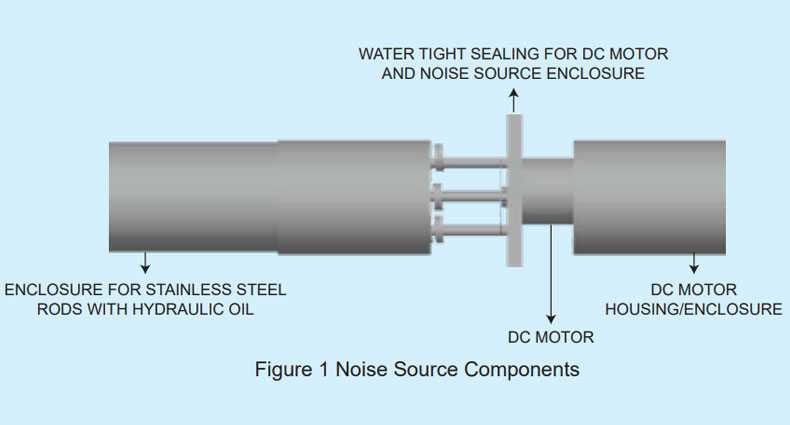 WATER TIGHT SEALING FOR DC MOTOR
AND NOISE SOURCE ENCLOSURE
ENCLOSURE FOR STAINLESS STEEL
RODS WITH HYDRAULIC OIL
DC MOTOR
HOUSING/ENCLOSURE
DC MOTOR
Figure 1 Noise Source Components